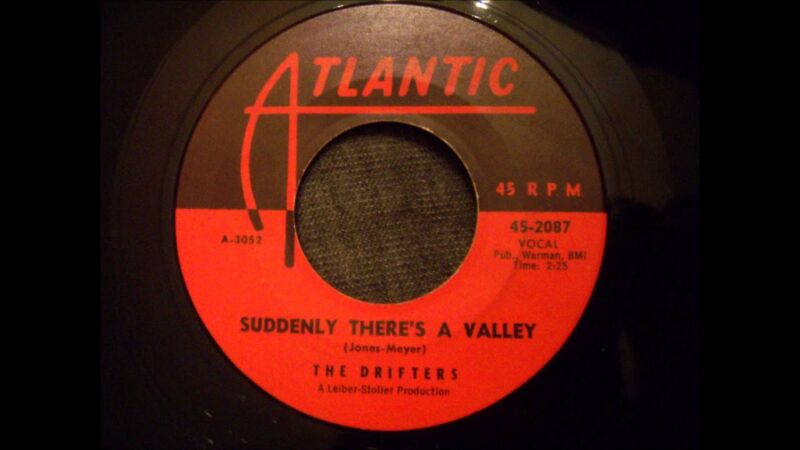 ATLANTIC
45 R.P.M.
45-2087
VOCAL
Pub., Warman, BMI
Time: 2:25
A-3052
SUDDENLY THERE'S A VALLEY
(Jones-Meyer)
THE DRIFTERS
A Leiber-Stoller Production